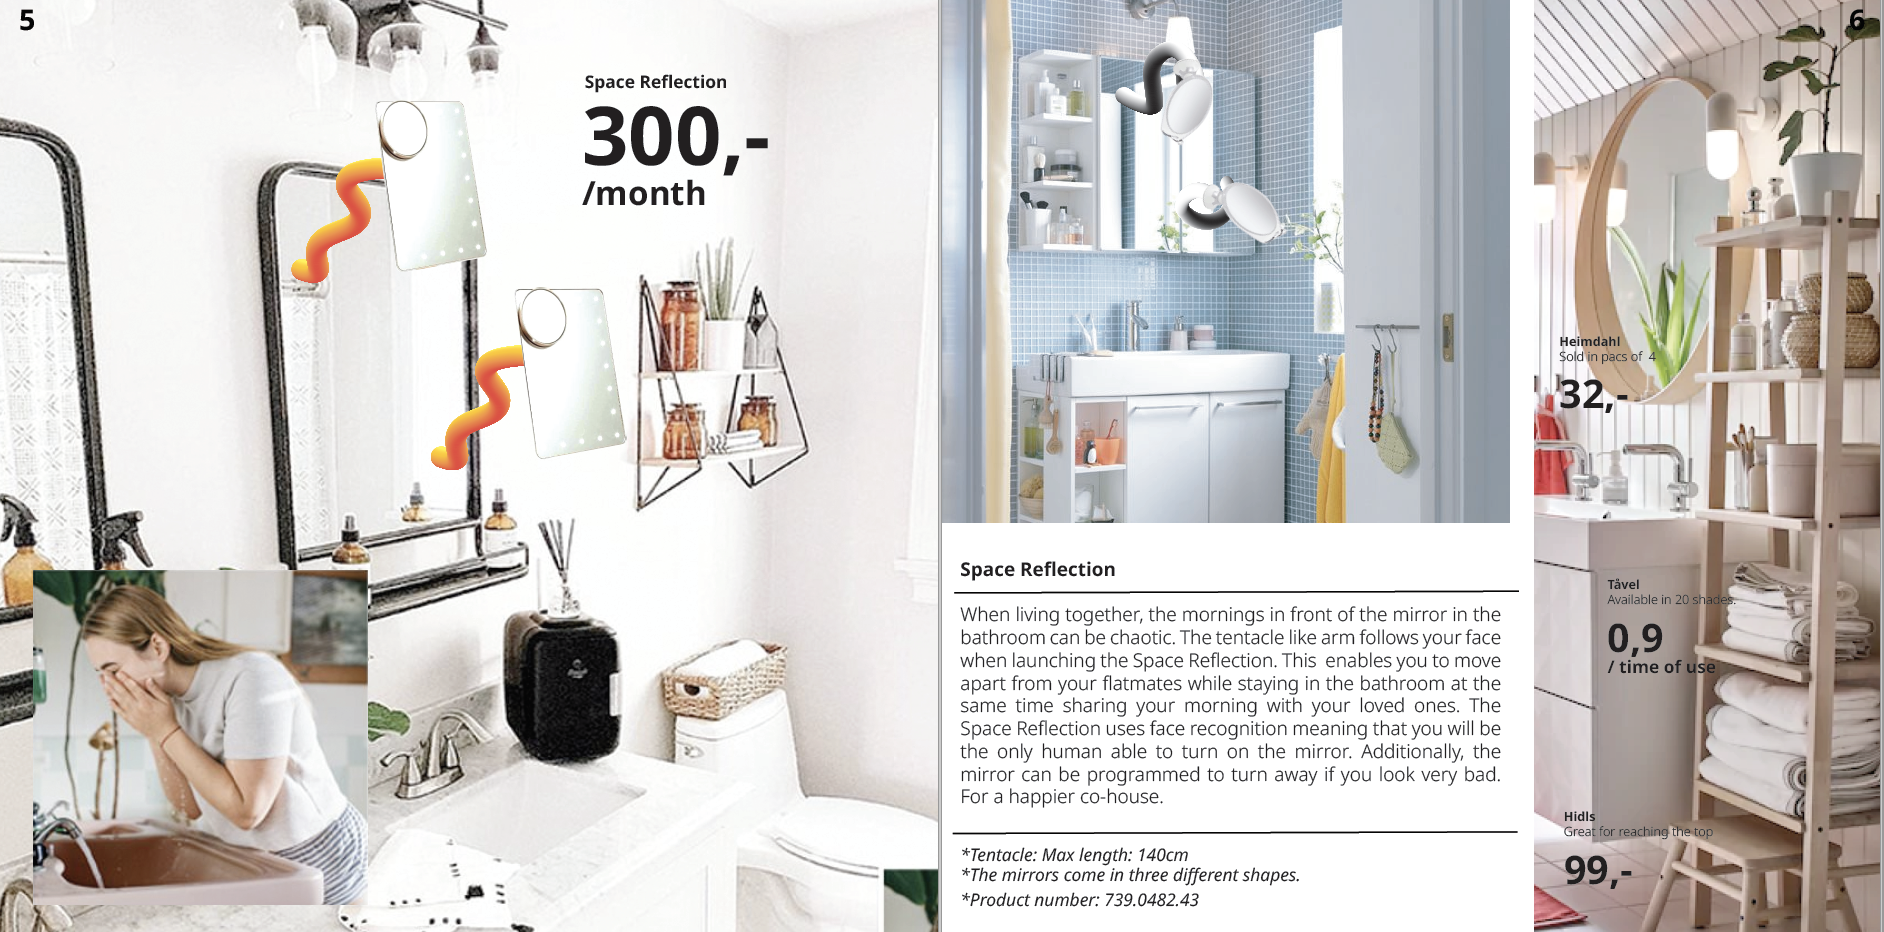 5
Space Reflection
300,-
/month
Space Reflection
When living together, the mornings in front of the mirror in the
bathroom can be chaotic. The tentacle like arm follows your face
when launching the Space Reflection. This enables you to move
apart from your flatmates while staying in the bathroom at the
same time sharing your morning with your loved ones. The
Space Reflection uses face recognition meaning that you will be
the only human able to turn on the mirror. Additionally, the
mirror can be programmed to turn away if you look very bad.
For a happier co-house.
*Tentacle: Max length: 140cm
*The mirrors come in three different shapes.
*Product number: 739.0482.43
6
Heimdahl
Sold in pacs of 4
32,-
Tåvel
Available in 20 shades.
0,9
/ time of use
Hidls
Great for reaching the top
99,-